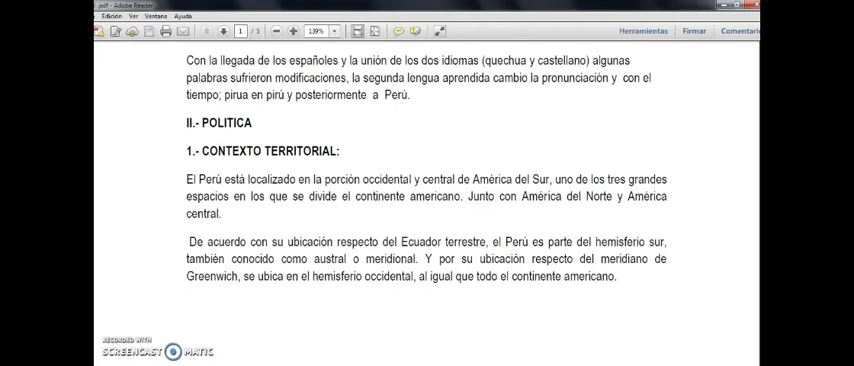 .pdf - Adobe Reader
Edición Ver Ventana Ayuda
1 / 5 139% Herramientas Firmar Comentario
Con la llegada de los españoles y la unión de los dos idiomas (quechua y castellano) algunas
palabras sufrieron modificaciones, la segunda lengua aprendida cambio la pronunciación y con el
tiempo; pirua en pirú y posteriormente a Perú.
II.- POLITICA
1.- CONTEXTO TERRITORIAL:
El Perú está localizado en la porción occidental y central de América del Sur, uno de los tres grandes
espacios en los que se divide el continente americano. Junto con América del Norte y América
central.
De acuerdo con su ubicación respecto del Ecuador terrestre, el Perú es parte del hemisferio sur,
también conocido como austral o meridional. Y por su ubicación respecto del meridiano de
Greenwich, se ubica en el hemisferio occidental, al igual que todo el continente americano.
RECORDED WITH
SCREENCAST MATIC